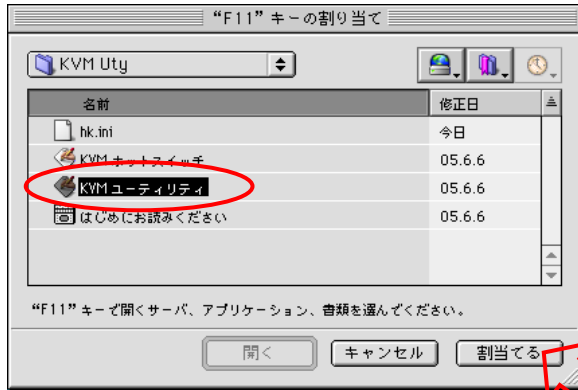 “F11” キーの割り当て
KVM Uty
名前 修正日
hk.ini 今日
KVM ホットスイッチ 05.6.6
KVM ユーティリティ 05.6.6
はじめにお読みください 05.6.6
“F11” キーで開くサーバ、アプリケーション、書類を選んでください。
開く キャンセル 割当てる